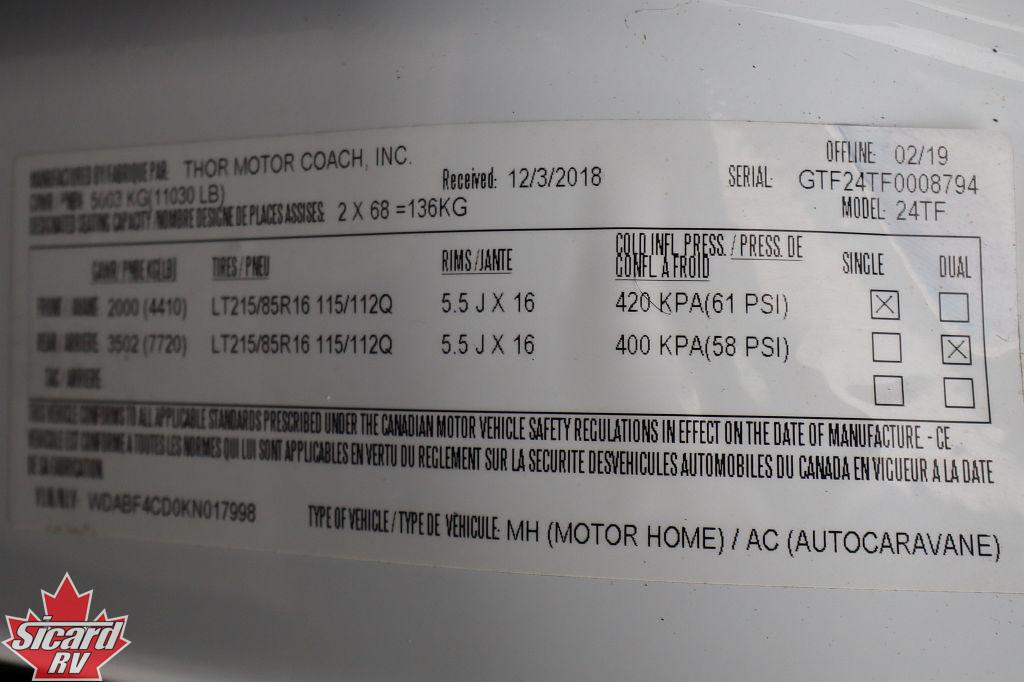 MANUFACTURED BY/FABRIQUE PAR: THOR MOTOR COACH, INC.
OFFLINE: 02/19
GVWR / PNBV 5003 KG(11030 LB)
Received: 12/3/2018
SERIAL: GTF24TF0008794
DESIGNATED SEATING CAPACITY / NOMBRE DESIGNE DE PLACES ASSISES: 2 X 68 =136KG
MODEL: 24TF
GAWR / PNBE KG(LB) TIRES / PNEU RIMS / JANTE COLD INFL. PRESS. / PRESS. DE CONFL. A FROID SINGLE DUAL
FRONT / AVANT 2000 (4410) LT215/85R16 115/112Q 5.5 J X 16 420 KPA(61 PSI) ☒ ☐
REAR / ARRIERE 3502 (7720) LT215/85R16 115/112Q 5.5 J X 16 400 KPA(58 PSI) ☐ ☒
TAG / ARRIERE ☐ ☐
THIS VEHICLE CONFORMS TO ALL APPLICABLE STANDARDS PRESCRIBED UNDER THE CANADIAN MOTOR VEHICLE SAFETY REGULATIONS IN EFFECT ON THE DATE OF MANUFACTURE. - CE
VEHICULE EST CONFORME A TOUTES LES NORMES QUI LUI SONT APPLICABLES EN VERTU DU REGLEMENT SUR LA SECURITE DESVEHICULES AUTOMOBILES DU CANADA EN VIGUEUR A LA DATE
DE SA FABRICATION.
V.I.N./N.I.V: WDABF4CD0KN017998
TYPE OF VEHICLE / TYPE DE VEHICULE: MH (MOTOR HOME) / AC (AUTOCARAVANE)
Sicard
RV